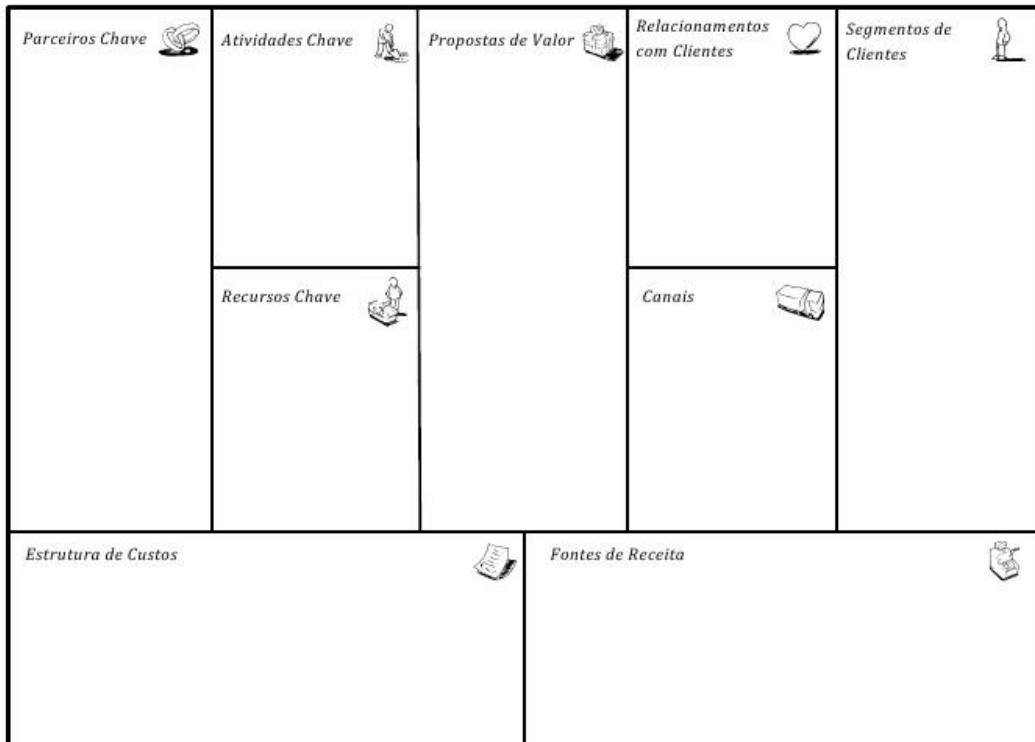 Parceiros Chave
Atividades Chave
Propostas de Valor
Relacionamentos
com Clientes
Segmentos de
Clientes
Recursos Chave
Canais
Estrutura de Custos
Fontes de Receita